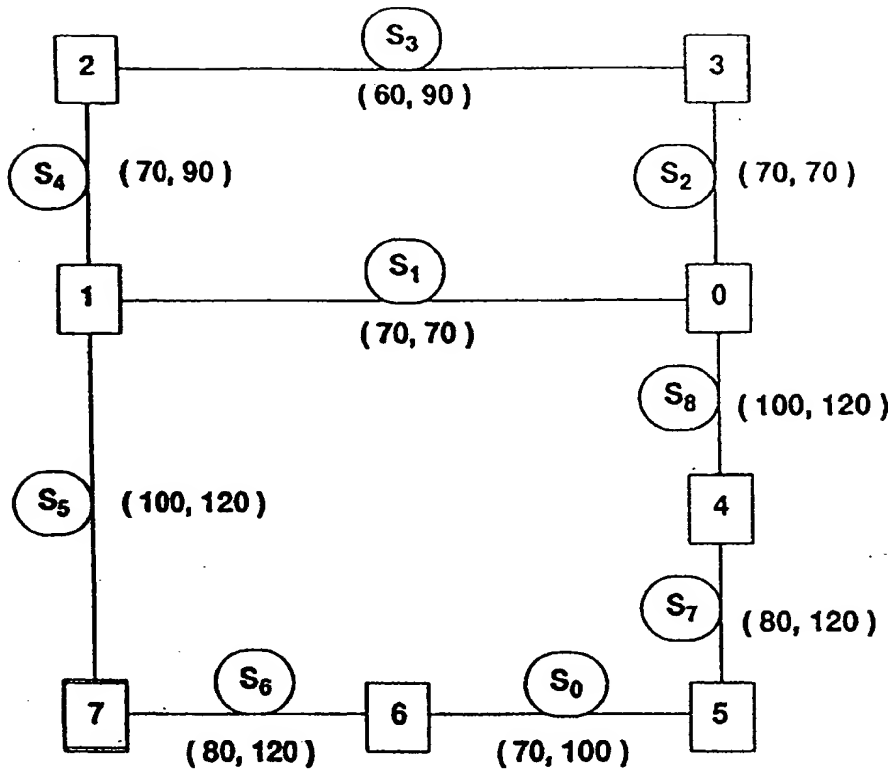 2 S3 3
(60, 90)
S4 (70, 90) S2 (70, 70)
1 S1 0
(70, 70)
S8 (100, 120)
S5 (100, 120) 4
S7 (80, 120)
7 S6 6 S0 5
(80, 120) (70, 100)